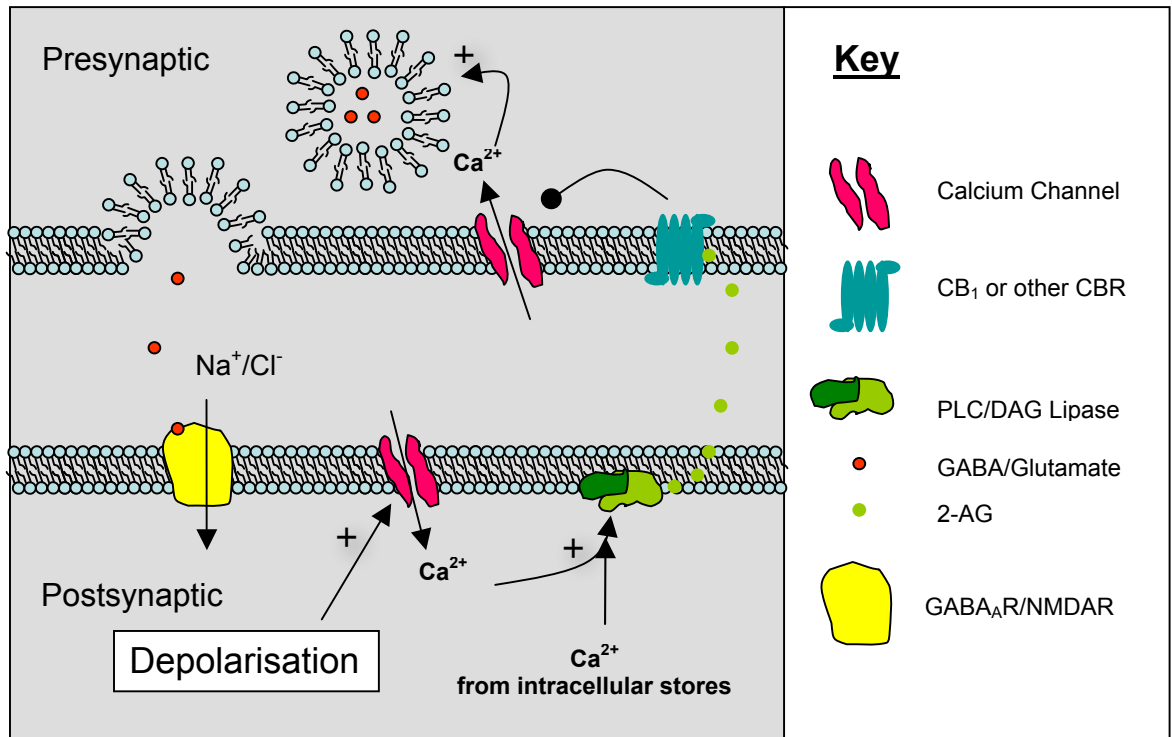 Presynaptic
+
Ca²⁺
Na⁺/Cl⁻
+
Ca²⁺
+
Postsynaptic
Depolarisation
Ca²⁺
from intracellular stores
Key
Calcium Channel
CB₁ or other CBR
PLC/DAG Lipase
GABA/Glutamate
2-AG
GABA_AR/NMDAR